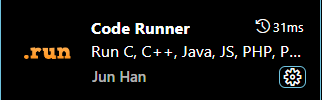 Code Runner 31ms
.run Run C, C++, Java, JS, PHP, P...
Jun Han